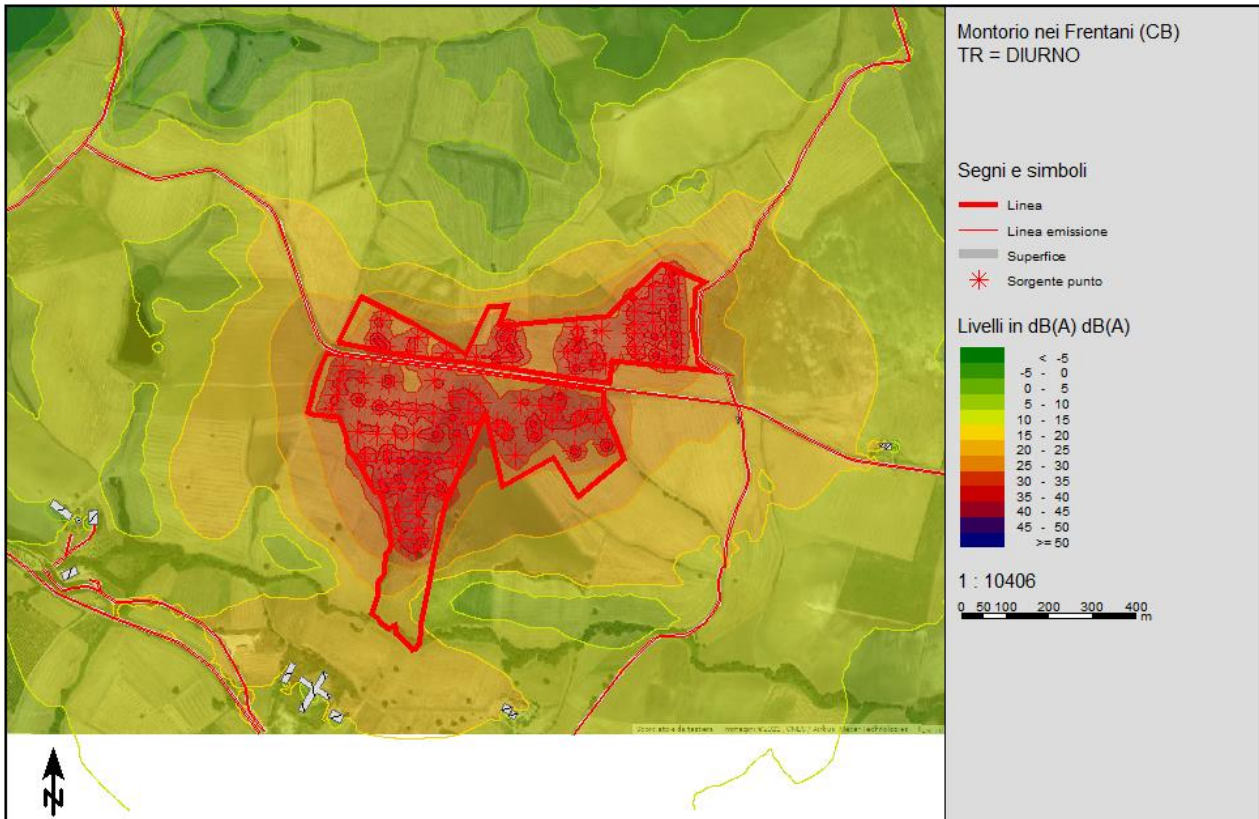 Montorio nei Frentani (CB)
TR = DIURNO
Segni e simboli
Linea
Linea emissione
Superfice
Sorgente punto
Livelli in dB(A) dB(A)
< -5
-5 - 0
0 - 5
5 - 10
10 - 15
15 - 20
20 - 25
25 - 30
30 - 35
35 - 40
40 - 45
45 - 50
>= 50
1 : 10406
0 50 100 200 300 400
m
N